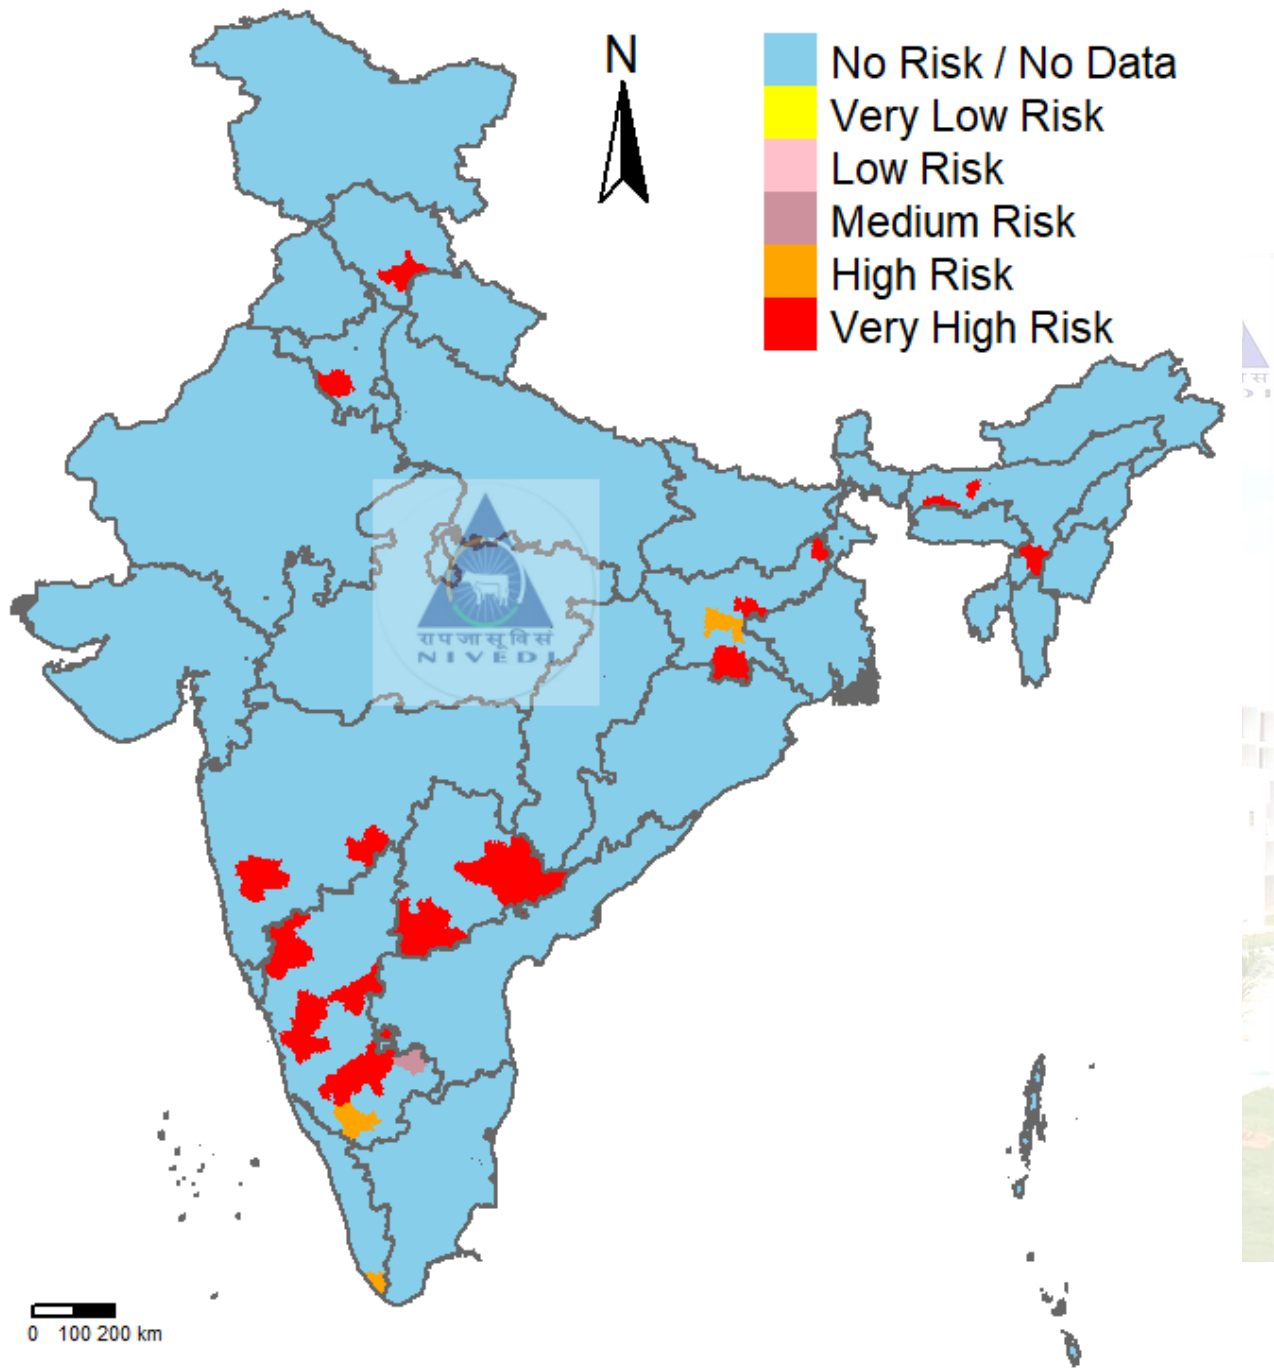 N
No Risk / No Data
Very Low Risk
Low Risk
Medium Risk
High Risk
Very High Risk
रापजासूविसं
NIVEDI
0 100 200 km